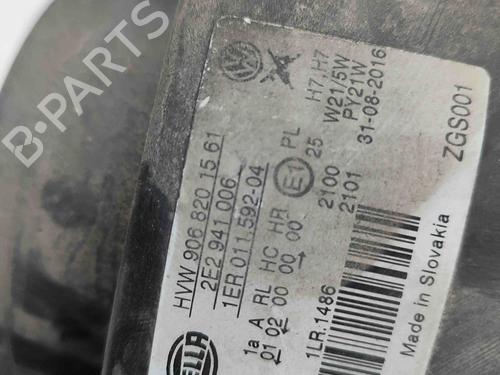 HVW 906 820 15 61
2E2 941 006
1ER 011.592.04
1a A RL HC HR E1 PL
01 02 00 00 00 25
H7,H7
W21/5W
PY21W
31-08-2016
2100
2101
1LR.1486
ZGS001
Made in Slovakia
B-PARTS